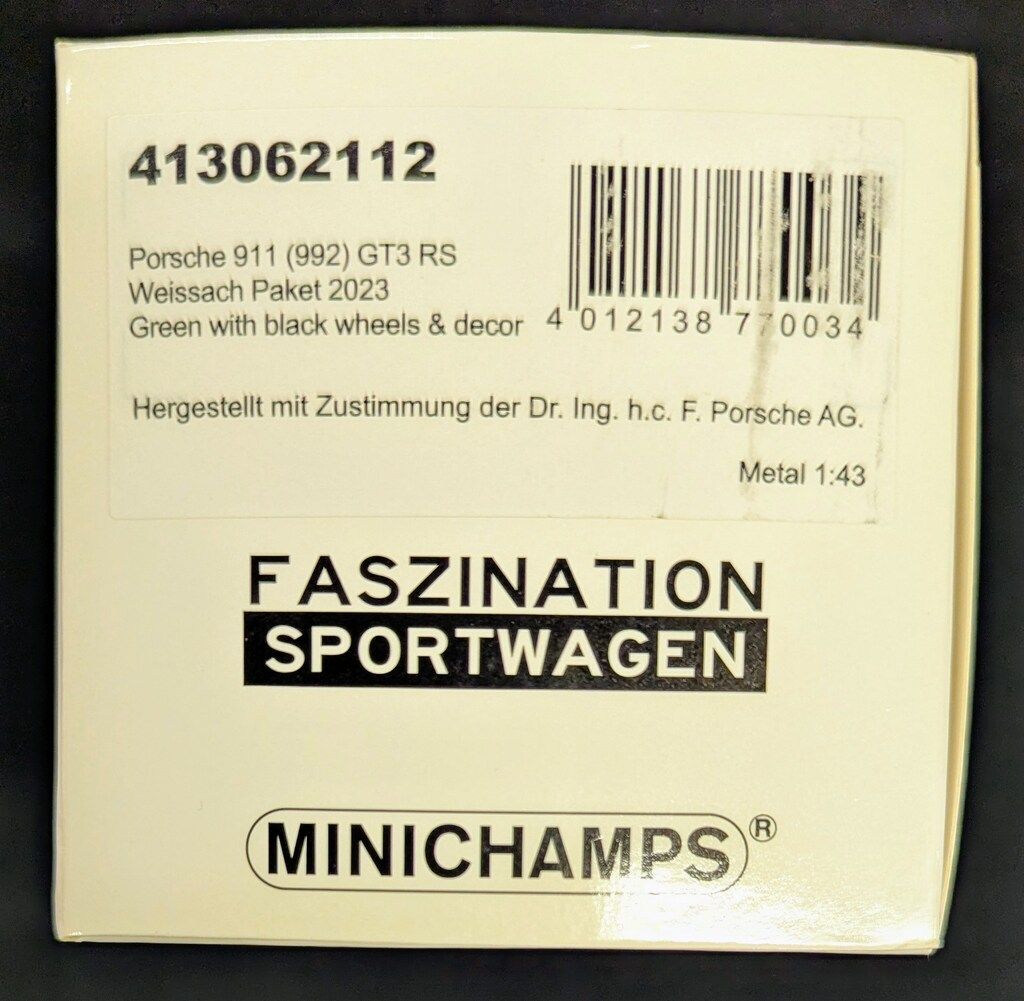 413062112
Porsche 911 (992) GT3 RS
Weissach Paket 2023
Green with black wheels & decor
4 012138 770034
Hergestellt mit Zustimmung der Dr. Ing. h.c. F. Porsche AG.
Metal 1:43
FASZINATION
SPORTWAGEN
MINICHAMPS®